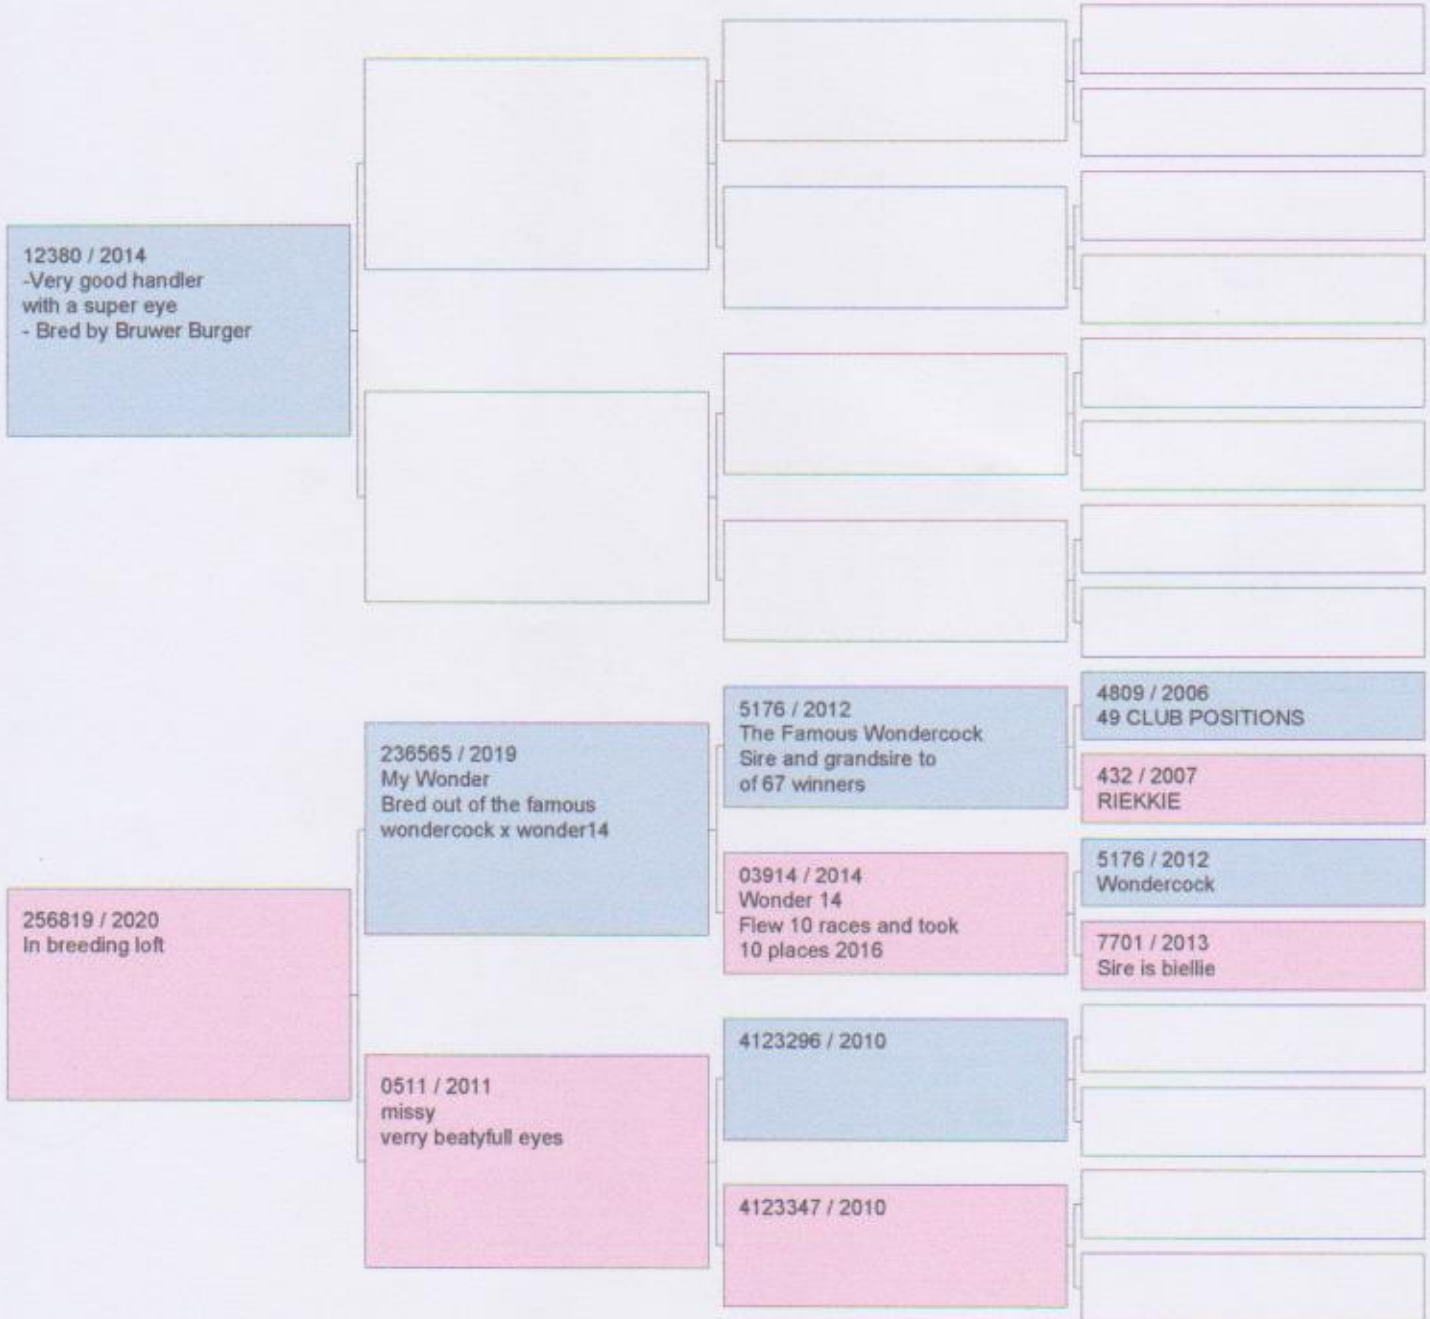 12380 / 2014
-Very good handler
with a super eye
- Bred by Bruwer Burger
256819 / 2020
In breeding loft
236565 / 2019
My Wonder
Bred out of the famous
wondercock x wonder14
0511 / 2011
missy
verry beatyfull eyes
5176 / 2012
The Famous Wondercock
Sire and grandsire to
of 67 winners
03914 / 2014
Wonder 14
Flew 10 races and took
10 places 2016
4123296 / 2010
4123347 / 2010
4809 / 2006
49 CLUB POSITIONS
432 / 2007
RIEKKIE
5176 / 2012
Wondercock
7701 / 2013
Sire is biellie